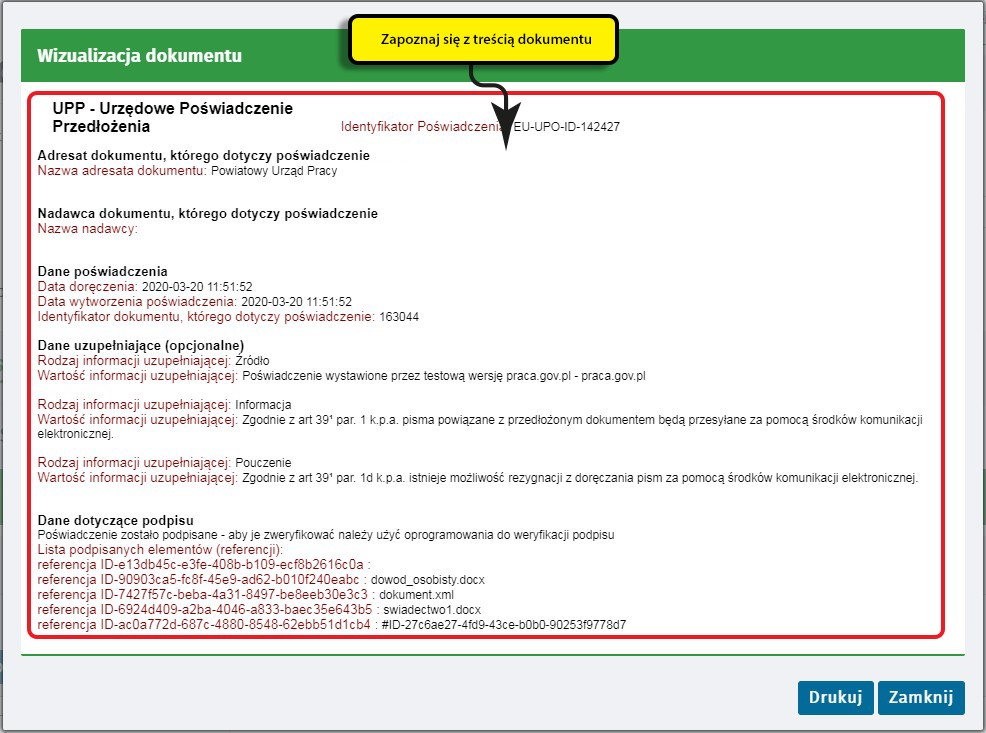 Zapoznaj się z treścią dokumentu
Wizualizacja dokumentu
UPP - Urzędowe Poświadczenie
Przedłożenia
Identyfikator Poświadczenia: EU-UPO-ID-142427
Adresat dokumentu, którego dotyczy poświadczenie
Nazwa adresata dokumentu: Powiatowy Urząd Pracy
Nadawca dokumentu, którego dotyczy poświadczenie
Nazwa nadawcy:
Dane poświadczenia
Data doręczenia: 2020-03-20 11:51:52
Data wytworzenia poświadczenia: 2020-03-20 11:51:52
Identyfikator dokumentu, którego dotyczy poświadczenie: 163044
Dane uzupełniające (opcjonalne)
Rodzaj informacji uzupełniającej: Źródło
Wartość informacji uzupełniającej: Poświadczenie wystawione przez testową wersję praca.gov.pl - praca.gov.pl
Rodzaj informacji uzupełniającej: Informacja
Wartość informacji uzupełniającej: Zgodnie z art 39¹ par. 1 k.p.a. pisma powiązane z przedłożonym dokumentem będą przesyłane za pomocą środków komunikacji
elektronicznej.
Rodzaj informacji uzupełniającej: Pouczenie
Wartość informacji uzupełniającej: Zgodnie z art 39¹ par. 1d k.p.a. istnieje możliwość rezygnacji z doręczania pism za pomocą środków komunikacji elektronicznej.
Dane dotyczące podpisu
Poświadczenie zostało podpisane - aby je zweryfikować należy użyć oprogramowania do weryfikacji podpisu
Lista podpisanych elementów (referencji):
referencja ID-e13db45c-e3fe-408b-b109-ecf8b2616c0a :
referencja ID-90903ca5-fc8f-45e9-ad62-b010f240eabc : dowod_osobisty.docx
referencja ID-7427f57c-beba-4a31-8497-be8eeb30e3c3 : dokument.xml
referencja ID-6924d409-a2ba-4046-a833-baec35e643b5 : swiadectwo1.docx
referencja ID-ac0a772d-687c-4880-8548-62ebb51d1cb4 : #ID-27c6ae27-4fd9-43ce-b0b0-90253f9778d7
Drukuj Zamknij